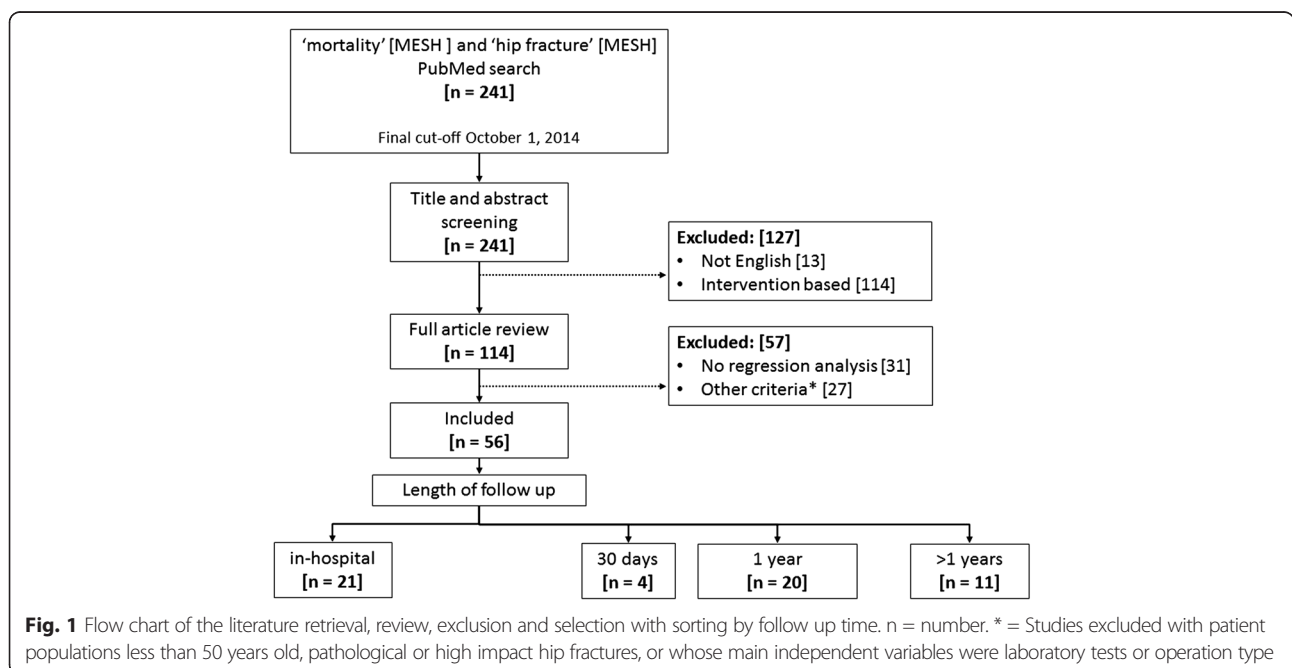 ‘mortality’ [MESH ] and ‘hip fracture’ [MESH]
PubMed search
[n = 241]
Final cut-off October 1, 2014
Title and abstract
screening
[n = 241]
Excluded: [127]
• Not English [13]
• Intervention based [114]
Full article review
[n = 114]
Excluded: [57]
• No regression analysis [31]
• Other criteria* [27]
Included
[n = 56]
Length of follow up
in-hospital
[n = 21]
30 days
[n = 4]
1 year
[n = 20]
>1 years
[n = 11]
Fig. 1 Flow chart of the literature retrieval, review, exclusion and selection with sorting by follow up time. n = number. * = Studies excluded with patient
populations less than 50 years old, pathological or high impact hip fractures, or whose main independent variables were laboratory tests or operation type